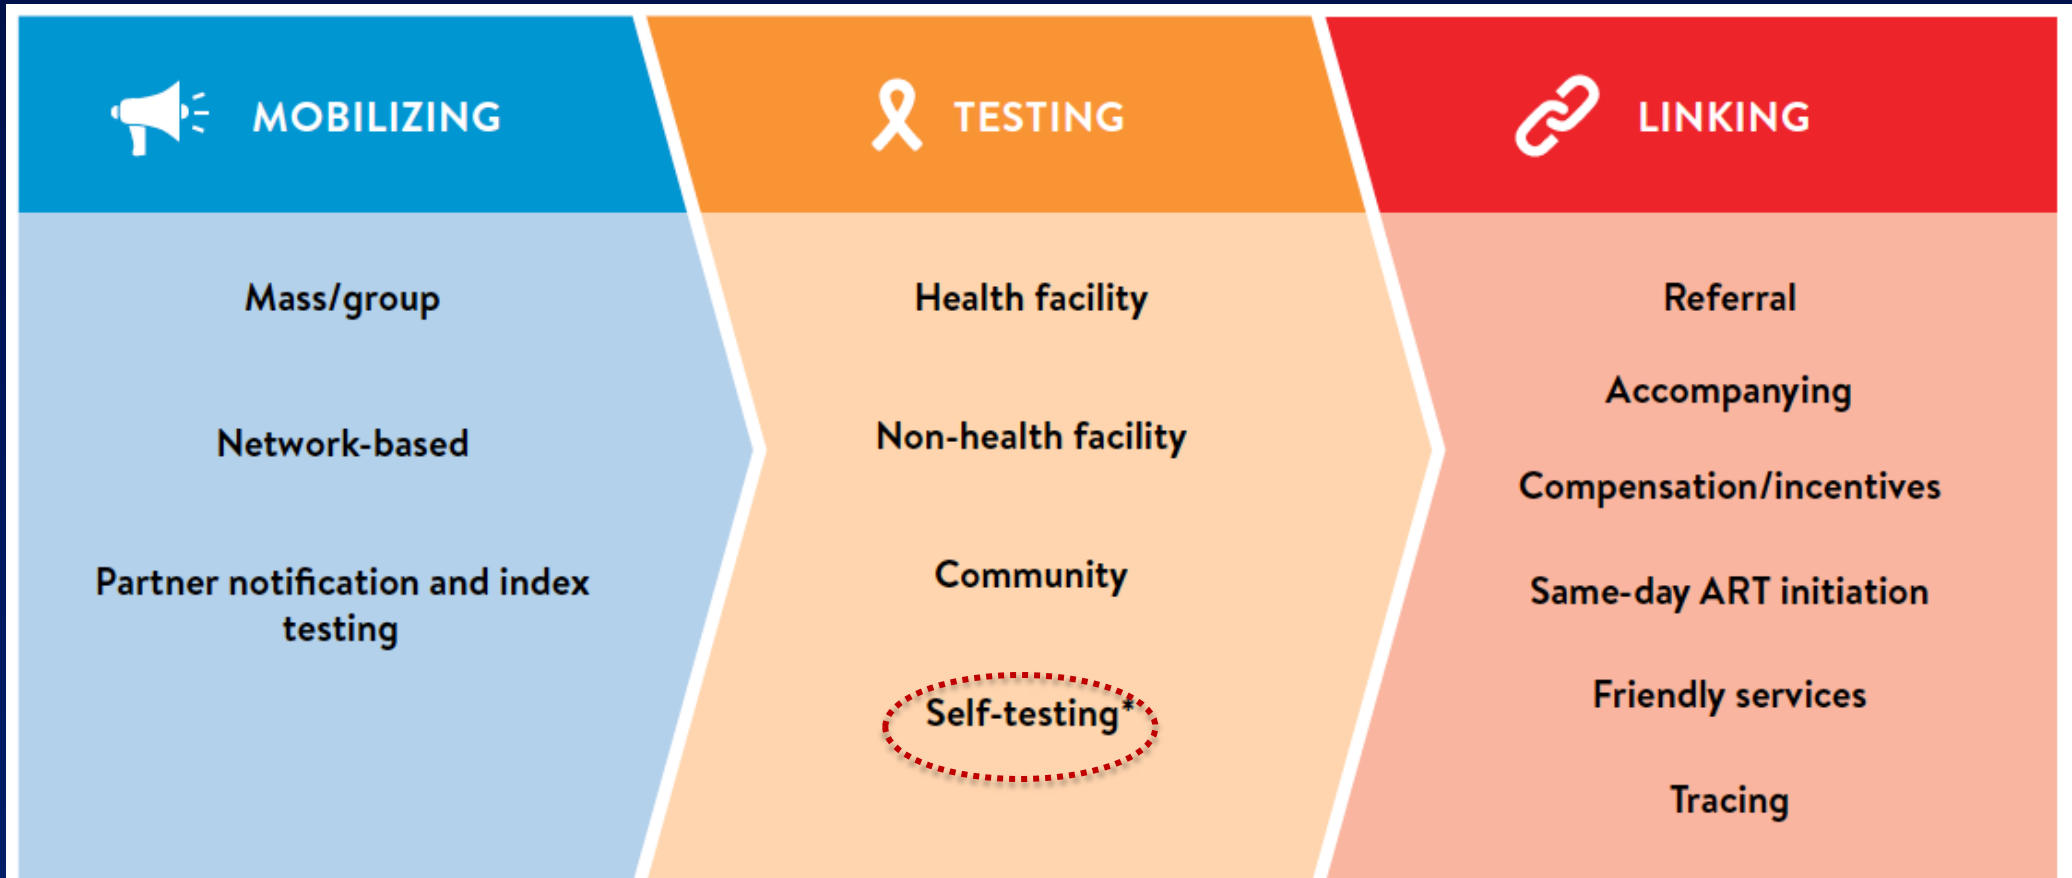 MOBILIZING
Mass/group
Network-based
Partner notification and index
testing
TESTING
Health facility
Non-health facility
Community
Self-testing*
LINKING
Referral
Accompanying
Compensation/incentives
Same-day ART initiation
Friendly services
Tracing